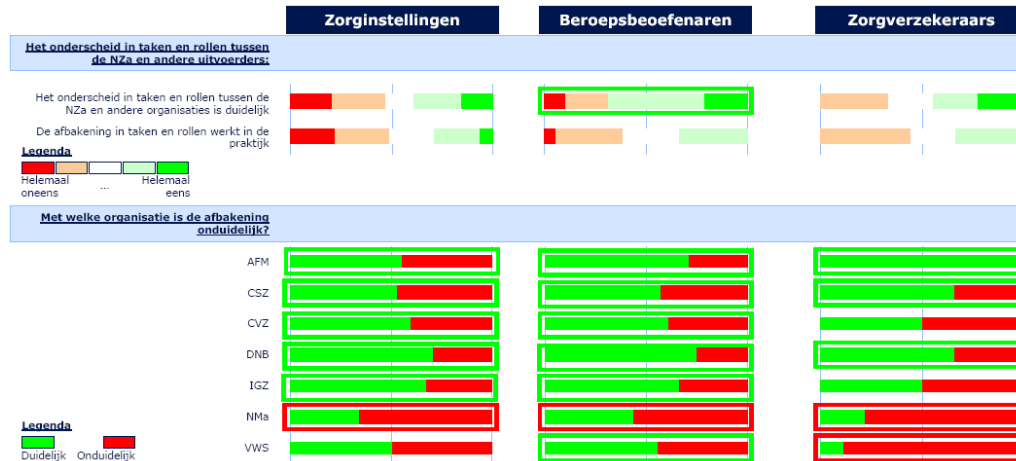 Zorginstellingen
Beroepsbeoefenaren
Zorgverzekeraars
Het onderscheid in taken en rollen tussen
de NZa en andere uitvoerders:
Het onderscheid in taken en rollen tussen de
NZa en andere organisaties is duidelijk
De afbakening in taken en rollen werkt in de
praktijk
Legenda
Helemaal
oneens
...
Helemaal
eens
Met welke organisatie is de afbakening
onduidelijk?
AFM
CSZ
CVZ
DNB
IGZ
NMa
VWS
Legenda
Duidelijk
Onduidelijk